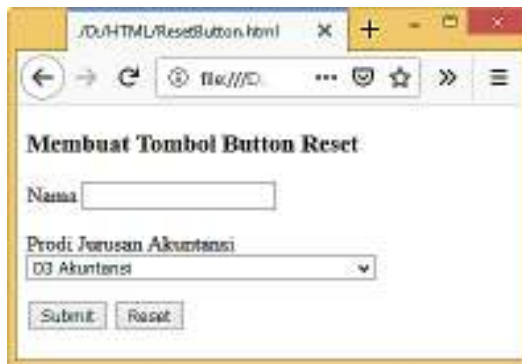 /D:/HTML/ResetButton.html
file:///D:
Membuat Tombol Button Reset
Nama
Prodi Jurusan Akuntansi
D3 Akuntansi
Submit Reset